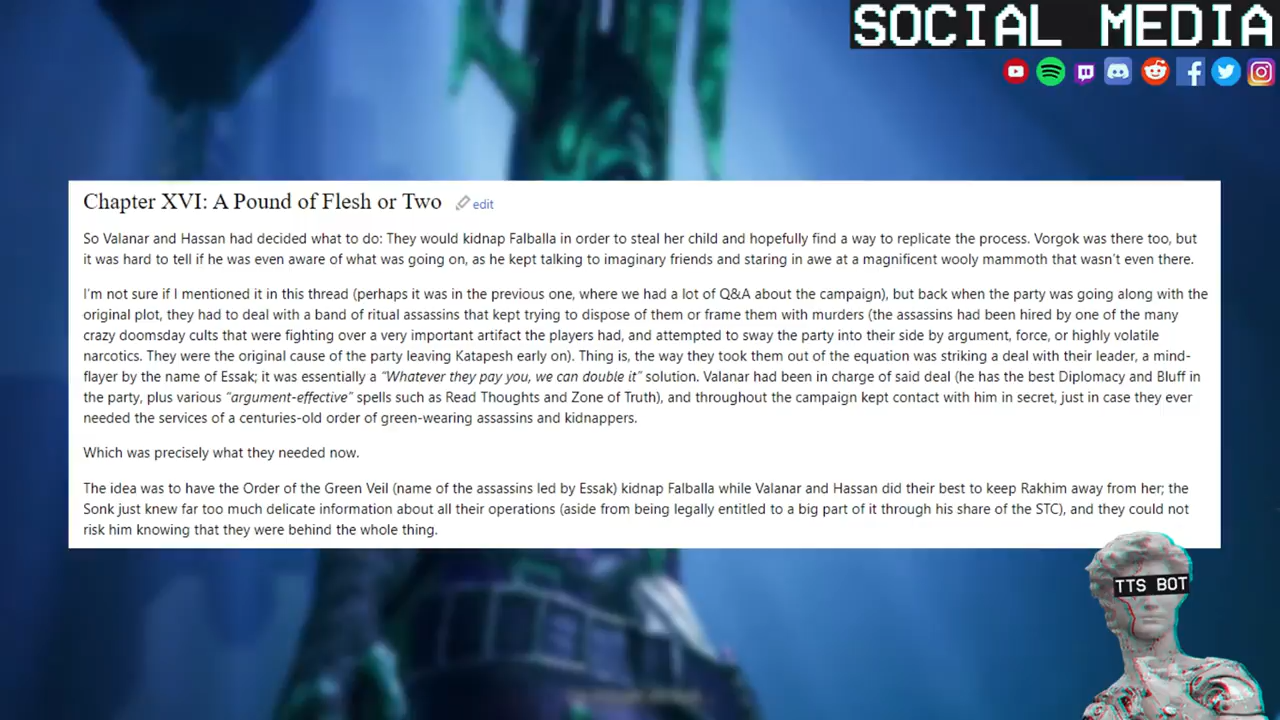 SOCIAL MEDIA
Chapter XVI: A Pound of Flesh or Two edit
So Valanar and Hassan had decided what to do: They would kidnap Falballa in order to steal her child and hopefully find a way to replicate the process. Vorgok was there too, but
it was hard to tell if he was even aware of what was going on, as he kept talking to imaginary friends and staring in awe at a magnificent wooly mammoth that wasn't even there.
I'm not sure if I mentioned it in this thread (perhaps it was in the previous one, where we had a lot of Q&A about the campaign), but back when the party was going along with the
original plot, they had to deal with a band of ritual assassins that kept trying to dispose of them or frame them with murders (the assassins had been hired by one of the many
crazy doomsday cults that were fighting over a very important artifact the players had, and attempted to sway the party into their side by argument, force, or highly volatile
narcotics. They were the original cause of the party leaving Katapesh early on). Thing is, the way they took them out of the equation was striking a deal with their leader, a mind-
flayer by the name of Essak; it was essentially a "Whatever they pay you, we can double it" solution. Valanar had been in charge of said deal (he has the best Diplomacy and Bluff in
the party, plus various "argument-effective" spells such as Read Thoughts and Zone of Truth), and throughout the campaign kept contact with him in secret, just in case they ever
needed the services of a centuries-old order of green-wearing assassins and kidnappers.
Which was precisely what they needed now.
The idea was to have the Order of the Green Veil (name of the assassins led by Essak) kidnap Falballa while Valanar and Hassan did their best to keep Rakhim away from her; the
Sonk just knew far too much delicate information about all their operations (aside from being legally entitled to a big part of it through his share of the STC), and they could not
risk him knowing that they were behind the whole thing.
TTS BOT